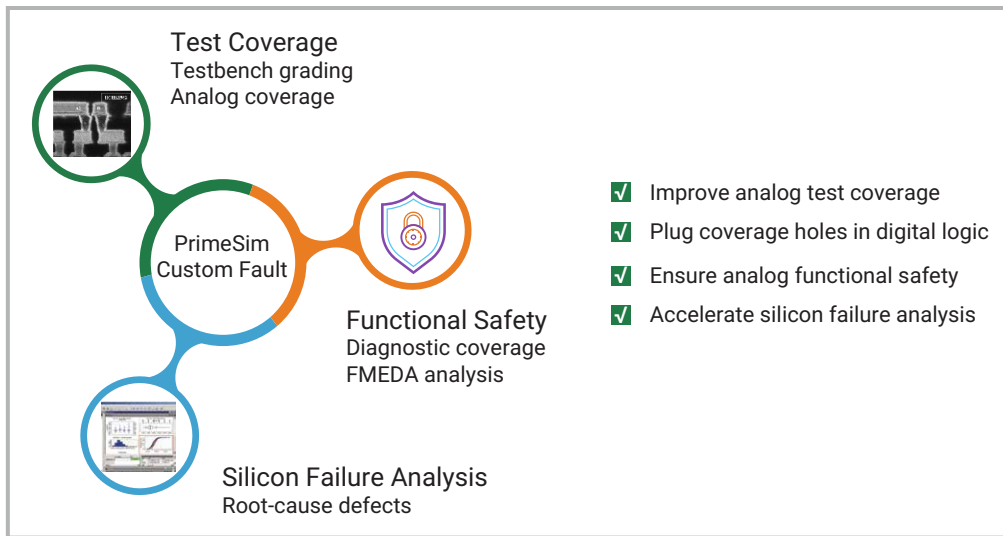 Test Coverage
Testbench grading
Analog coverage
PrimeSim
Custom Fault
Functional Safety
Diagnostic coverage
FMEDA analysis
Silicon Failure Analysis
Root-cause defects
√ Improve analog test coverage
√ Plug coverage holes in digital logic
√ Ensure analog functional safety
√ Accelerate silicon failure analysis